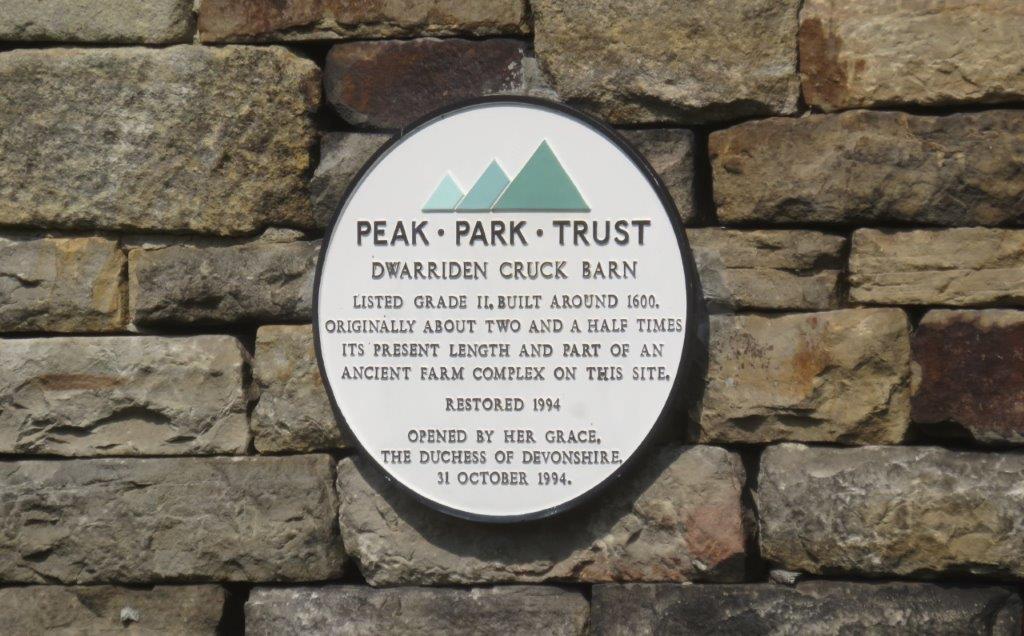 PEAK • PARK • TRUST
DWARRIDEN CRUCK BARN
LISTED GRADE II, BUILT AROUND 1600.
ORIGINALLY ABOUT TWO AND A HALF TIMES
ITS PRESENT LENGTH AND PART OF AN
ANCIENT FARM COMPLEX ON THIS SITE.
RESTORED 1994
OPENED BY HER GRACE,
THE DUCHESS OF DEVONSHIRE,
31 OCTOBER 1994.